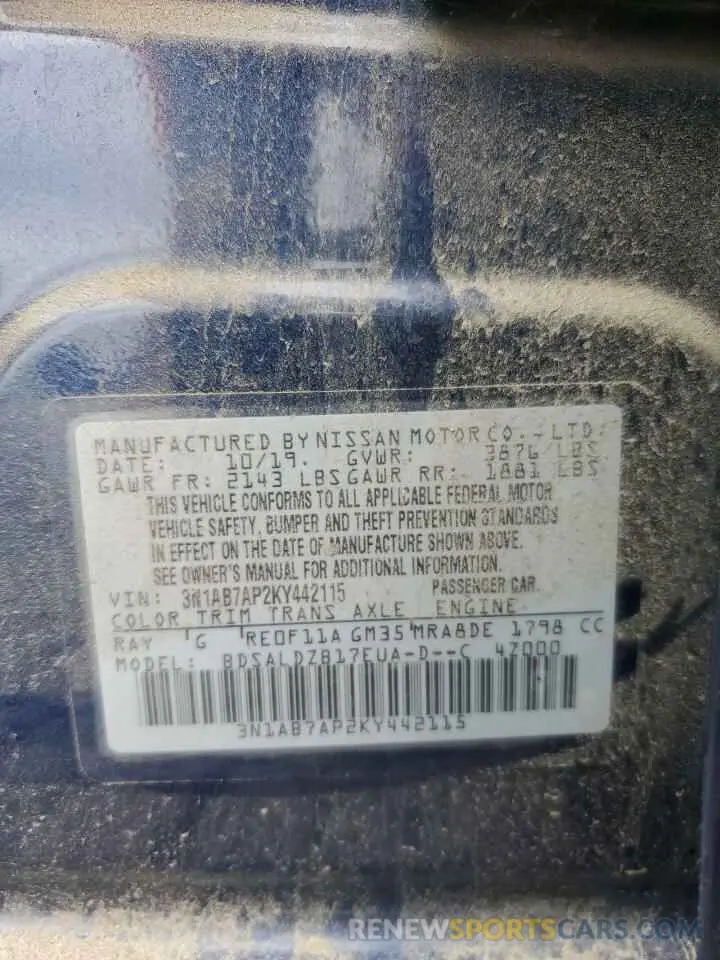 MANUFACTURED BY NISSAN MOTOR CO.-LTD.
DATE: 10/19. GVWR: 3876 LBS
GAWR FR: 2143 LBS GAWR RR: 1881 LBS
THIS VEHICLE CONFORMS TO ALL APPLICABLE FEDERAL MOTOR
VEHICLE SAFETY, BUMPER AND THEFT PREVENTION STANDARDS
IN EFFECT ON THE DATE OF MANUFACTURE SHOWN ABOVE.
SEE OWNER'S MANUAL FOR ADDITIONAL INFORMATION.
VIN: 3N1AB7AP2KY442115 PASSENGER CAR.
COLOR TRIM TRANS AXLE ENGINE
RAY G RE0F11A GM35 MRA8DE 1798 CC
MODEL: BDSALDZB17EUA-D--C 4Z000
3N1AB7AP2KY442115
RENEWSPORTSCARS.COM